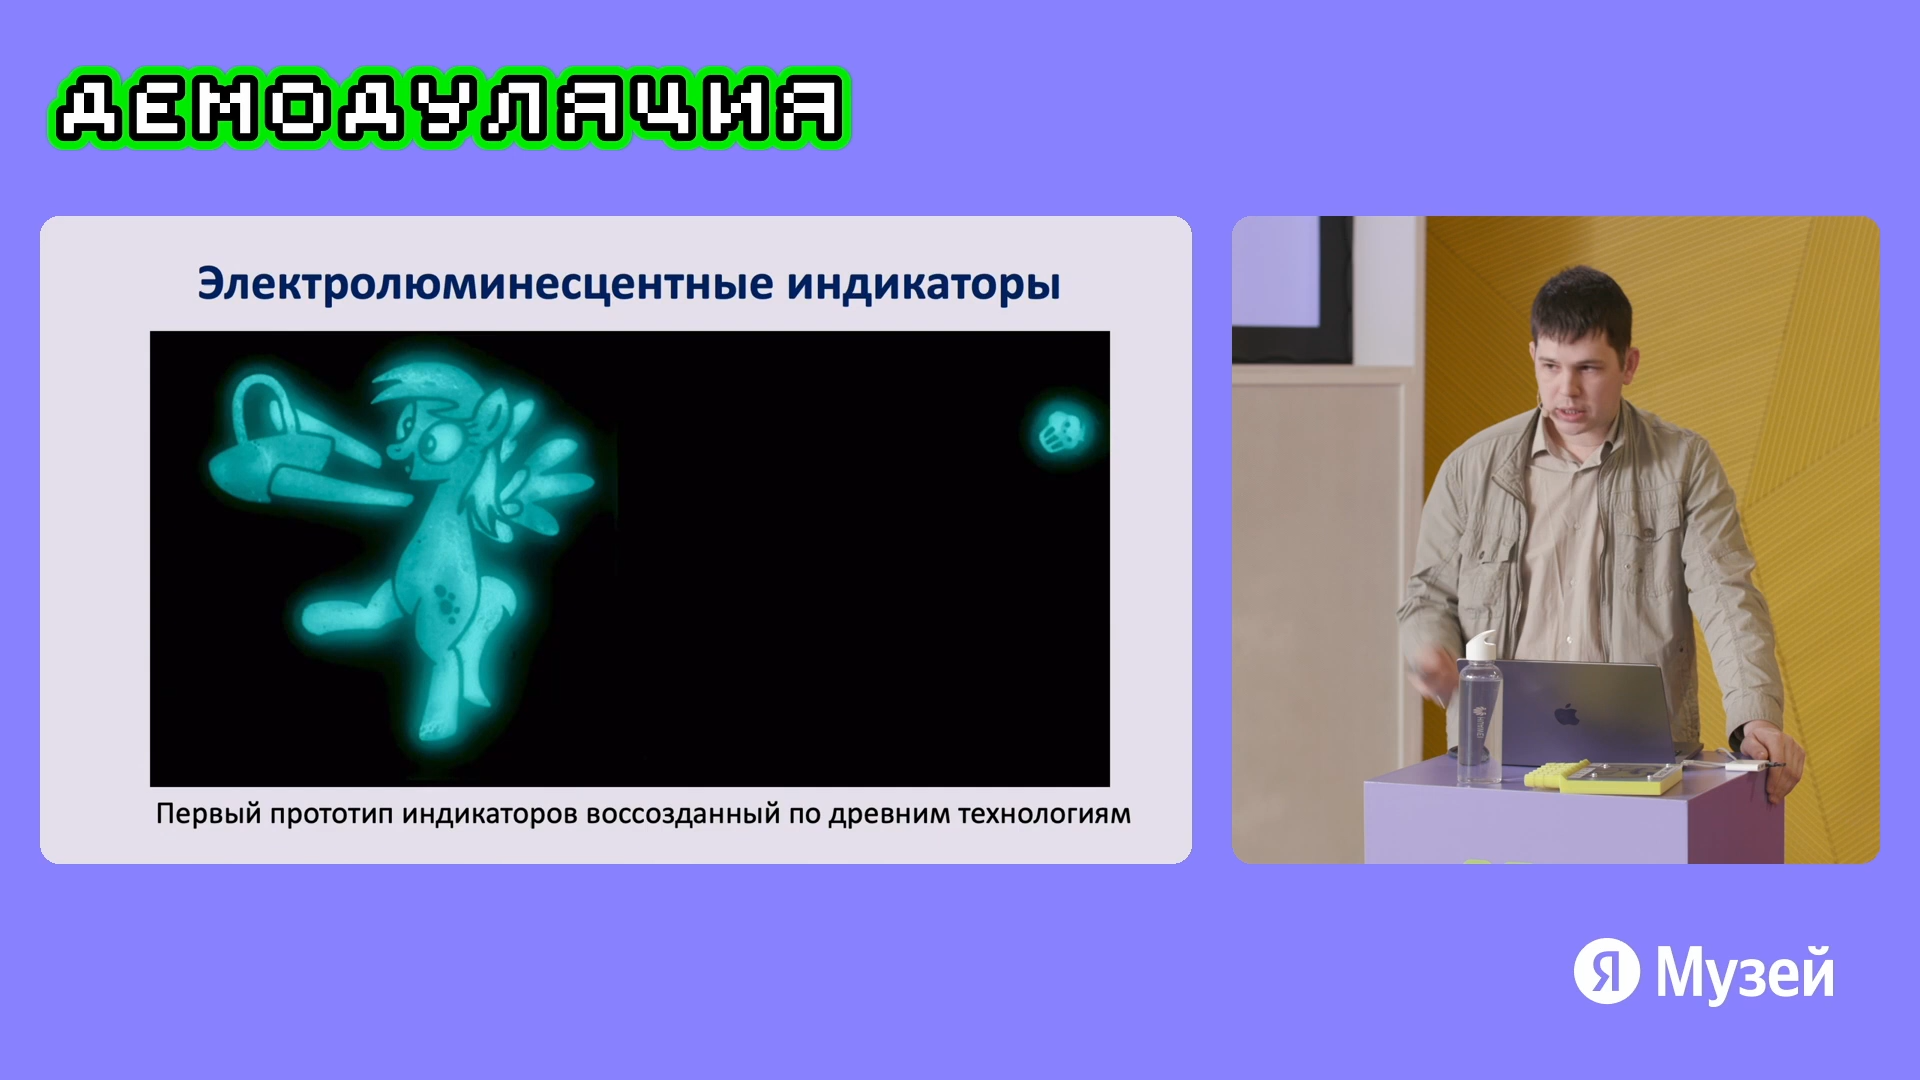 ДЕМОДУЛЯЦИЯ
Электролюминесцентные индикаторы
Первый прототип индикаторов воссозданный по древним технологиям
Я Музей